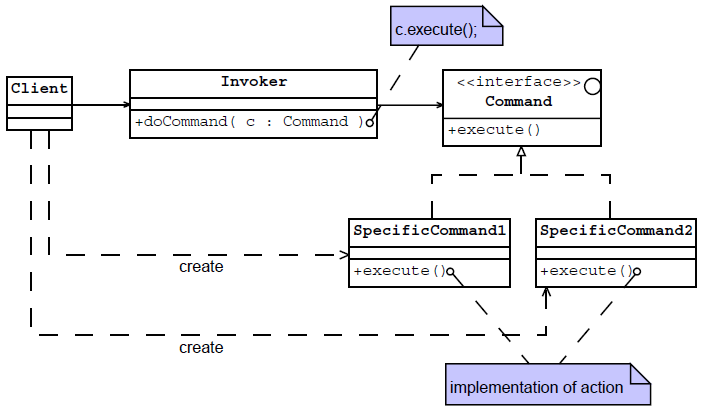 c.execute();
Client
Invoker
+doCommand( c : Command )
<<interface>>
Command
+execute()
SpecificCommand1
+execute()
SpecificCommand2
+execute()
create
create
implementation of action